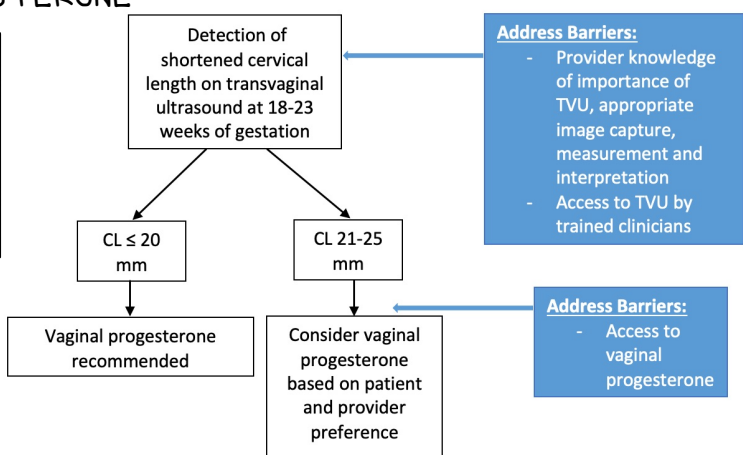 Detection of
shortened cervical
length on transvaginal
ultrasound at 18-23
weeks of gestation
Address Barriers:
- Provider knowledge
of importance of
TVU, appropriate
image capture,
measurement and
interpretation
- Access to TVU by
trained clinicians
CL ≤ 20
mm
CL 21-25
mm
Vaginal progesterone
recommended
Consider vaginal
progesterone
based on patient
and provider
preference
Address Barriers:
- Access to
vaginal
progesterone